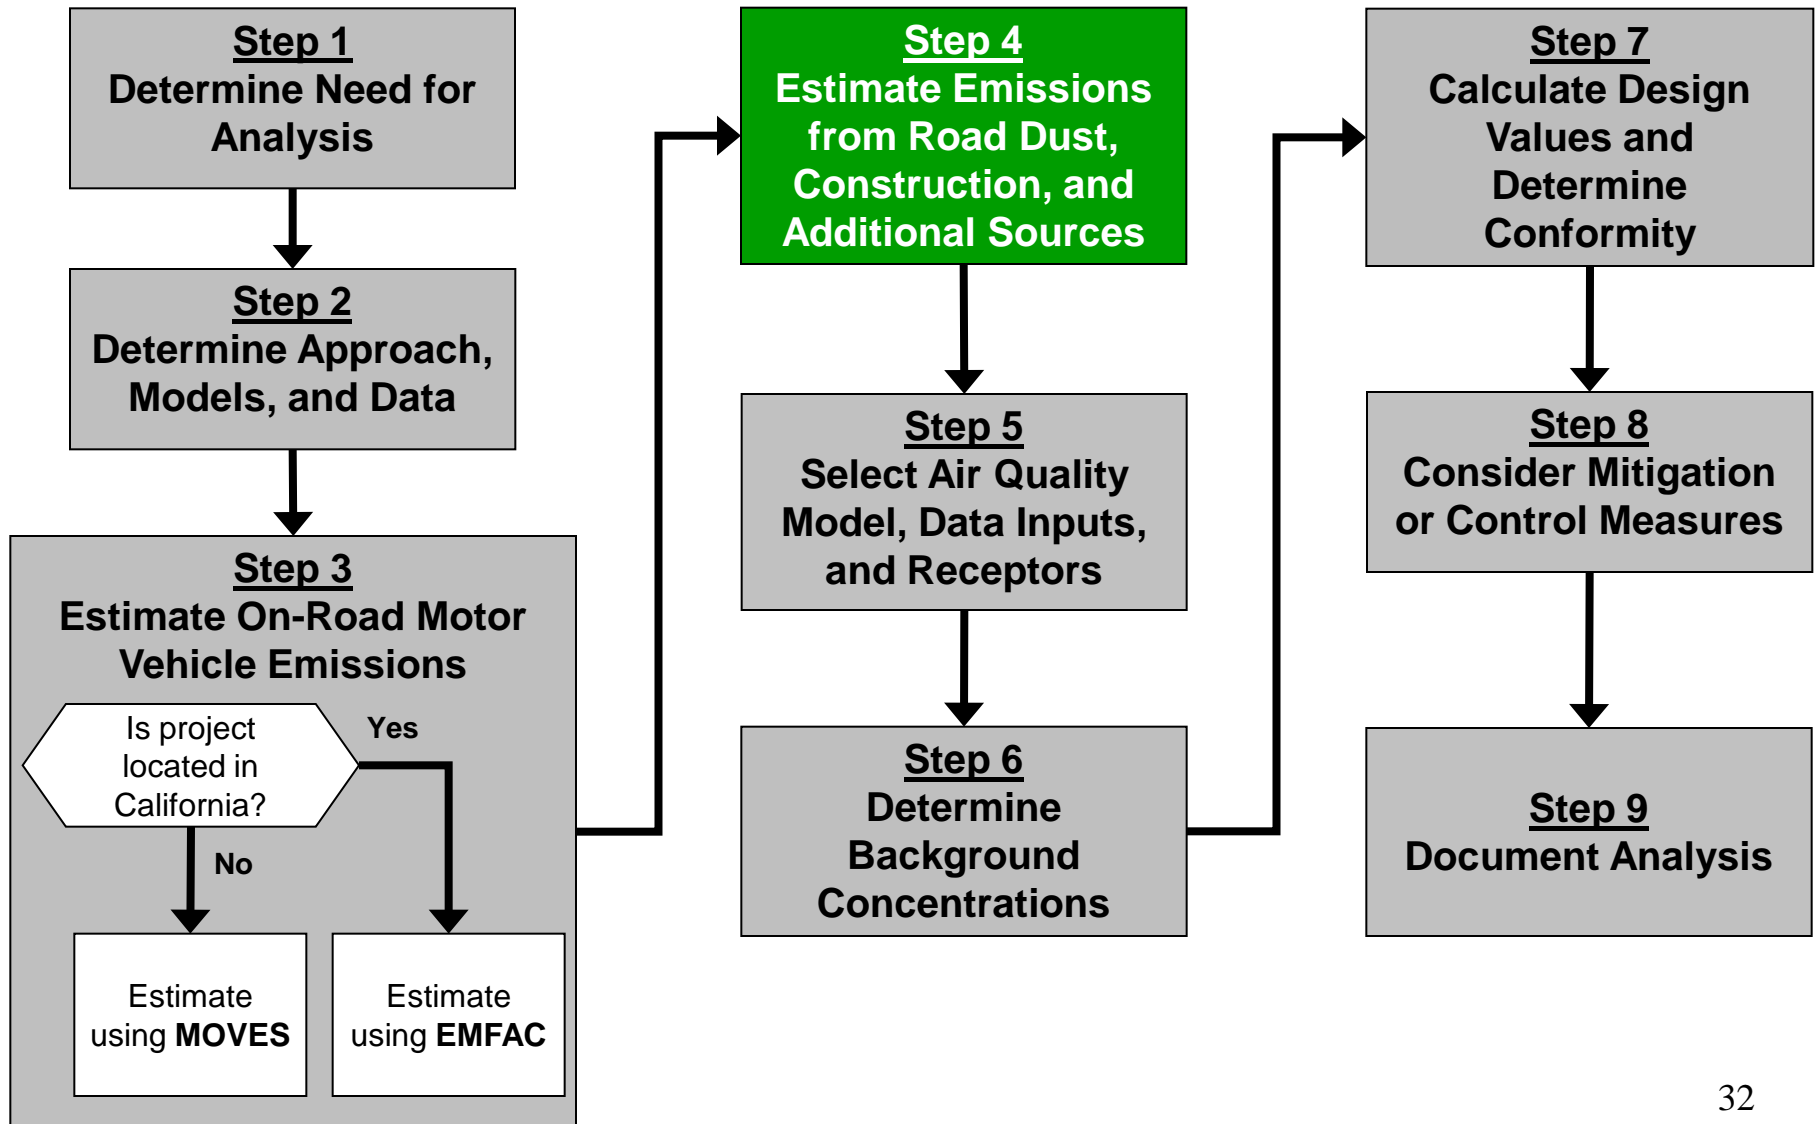 Step 1
Determine Need for
Analysis
Step 2
Determine Approach,
Models, and Data
Step 3
Estimate On-Road Motor
Vehicle Emissions
Is project
located in
California?
Yes
No
Estimate
using MOVES
Estimate
using EMFAC
Step 4
Estimate Emissions
from Road Dust,
Construction, and
Additional Sources
Step 5
Select Air Quality
Model, Data Inputs,
and Receptors
Step 6
Determine
Background
Concentrations
Step 7
Calculate Design
Values and
Determine
Conformity
Step 8
Consider Mitigation
or Control Measures
Step 9
Document Analysis
32